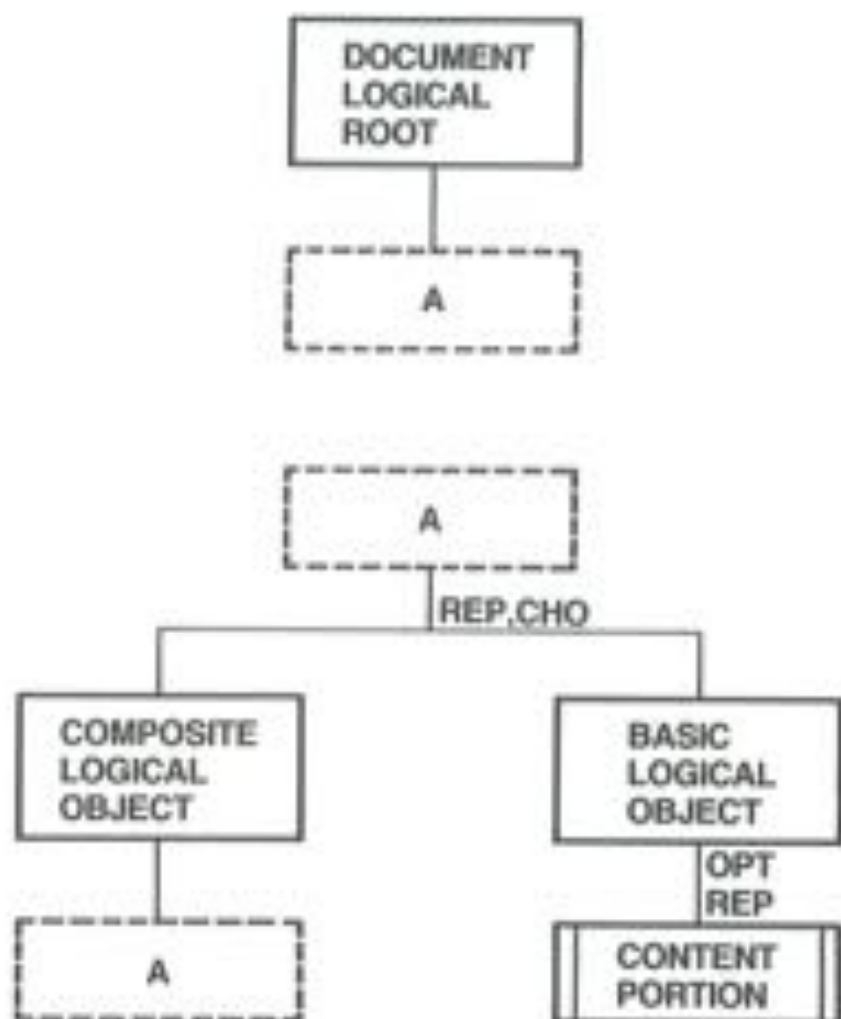 DOCUMENT
LOGICAL
ROOT
A
A
REP,CHO
COMPOSITE
LOGICAL
OBJECT
BASIC
LOGICAL
OBJECT
OPT
REP
A
CONTENT
PORTION